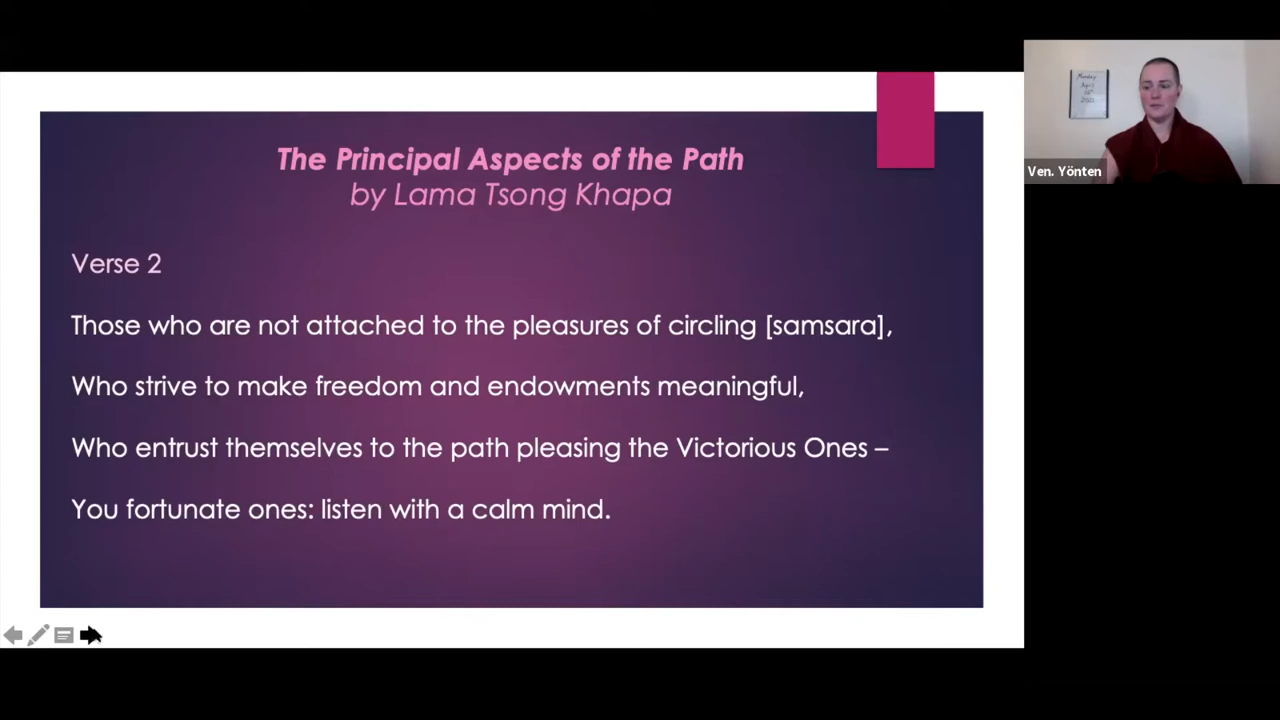 The Principal Aspects of the Path
by Lama Tsong Khapa
Verse 2
Those who are not attached to the pleasures of circling [samsara],
Who strive to make freedom and endowments meaningful,
Who entrust themselves to the path pleasing the Victorious Ones –
You fortunate ones: listen with a calm mind.
Monday
April
Ven. Yönten